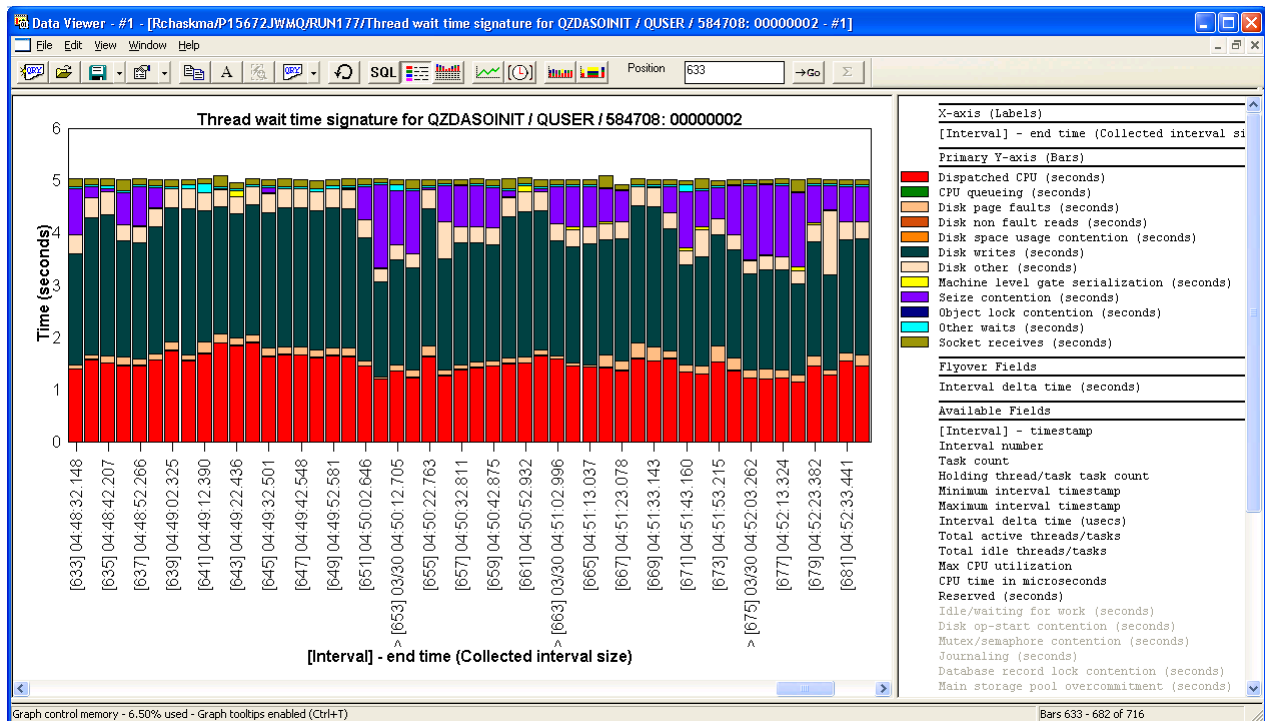 Data Viewer - #1 - [Rchaskma/P15672JWMQ/RUN177/Thread wait time signature for QZDASOINIT / QUSER / 584708: 00000002 - #1]
File Edit View Window Help
QRY A QRY SQL Position 633 →Go Σ
Thread wait time signature for QZDASOINIT / QUSER / 584708: 00000002
Time (seconds)
6
5
4
3
2
1
0
[633] 04:48:32.148
[635] 04:48:42.207
[637] 04:48:52.266
[639] 04:49:02.325
[641] 04:49:12.390
[643] 04:49:22.436
[645] 04:49:32.501
[647] 04:49:42.548
[649] 04:49:52.581
[651] 04:50:02.646
^ [653] 03/30 04:50:12.705
[655] 04:50:22.763
[657] 04:50:32.811
[659] 04:50:42.875
[661] 04:50:52.932
^ [663] 03/30 04:51:02.996
[665] 04:51:13.037
[667] 04:51:23.078
[669] 04:51:33.143
[671] 04:51:43.160
[673] 04:51:53.215
^ [675] 03/30 04:52:03.262
[677] 04:52:13.324
[679] 04:52:23.382
[681] 04:52:33.441
[Interval] - end time (Collected interval size)
X-axis (Labels)
[Interval] - end time (Collected interval si
Primary Y-axis (Bars)
Dispatched CPU (seconds)
CPU queueing (seconds)
Disk page faults (seconds)
Disk non fault reads (seconds)
Disk space usage contention (seconds)
Disk writes (seconds)
Disk other (seconds)
Machine level gate serialization (seconds)
Seize contention (seconds)
Object lock contention (seconds)
Other waits (seconds)
Socket receives (seconds)
Flyover Fields
Interval delta time (seconds)
Available Fields
[Interval] - timestamp
Interval number
Task count
Holding thread/task task count
Minimum interval timestamp
Maximum interval timestamp
Interval delta time (usecs)
Total active threads/tasks
Total idle threads/tasks
Max CPU utilization
CPU time in microseconds
Reserved (seconds)
Idle/waiting for work (seconds)
Disk op-start contention (seconds)
Mutex/semaphore contention (seconds)
Journaling (seconds)
Database record lock contention (seconds)
Main storage pool overcommitment (seconds)
Graph control memory - 6.50% used - Graph tooltips enabled (Ctrl+T)
Bars 633 - 682 of 716